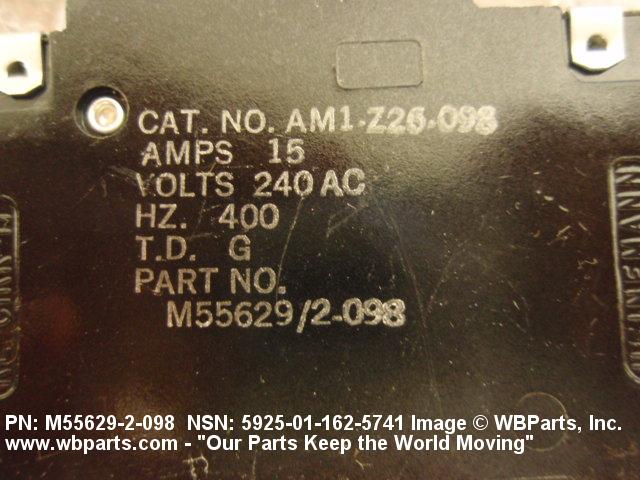 CAT. NO. AM1-Z26-098
AMPS 15
VOLTS 240 AC
HZ. 400
T.D. G
PART NO.
M55629/2-098
PN: M55629-2-098 NSN: 5925-01-162-5741 Image © WBParts, Inc.
www.wbparts.com - "Our Parts Keep the World Moving"